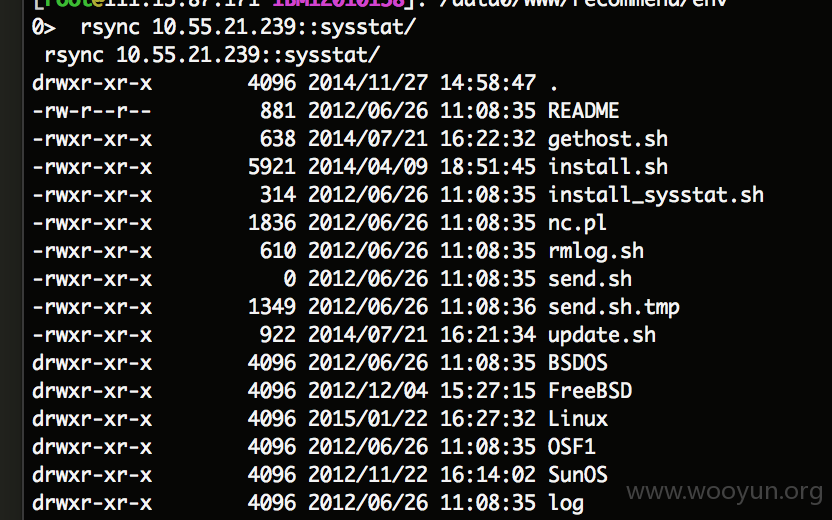 0>  rsync 10.55.21.239::sysstat/
 rsync 10.55.21.239::sysstat/
drwxr-xr-x        4096 2014/11/27 14:58:47 .
-rw-r--r--         881 2012/06/26 11:08:35 README
-rwxr-xr-x         638 2014/07/21 16:22:32 gethost.sh
-rwxr-xr-x        5921 2014/04/09 18:51:45 install.sh
-rwxr-xr-x         314 2012/06/26 11:08:35 install_sysstat.sh
-rwxr-xr-x        1836 2012/06/26 11:08:35 nc.pl
-rwxr-xr-x         610 2012/06/26 11:08:35 rmlog.sh
-rwxr-xr-x           0 2012/06/26 11:08:35 send.sh
-rwxr-xr-x        1349 2012/06/26 11:08:36 send.sh.tmp
-rwxr-xr-x         922 2014/07/21 16:21:34 update.sh
drwxr-xr-x        4096 2012/06/26 11:08:35 BSDOS
drwxr-xr-x        4096 2012/12/04 15:27:15 FreeBSD
drwxr-xr-x        4096 2015/01/22 16:27:32 Linux
drwxr-xr-x        4096 2012/06/26 11:08:35 OSF1
drwxr-xr-x        4096 2012/11/22 16:14:02 SunOS
drwxr-xr-x        4096 2012/06/26 11:08:35 log
www.wooyun.org